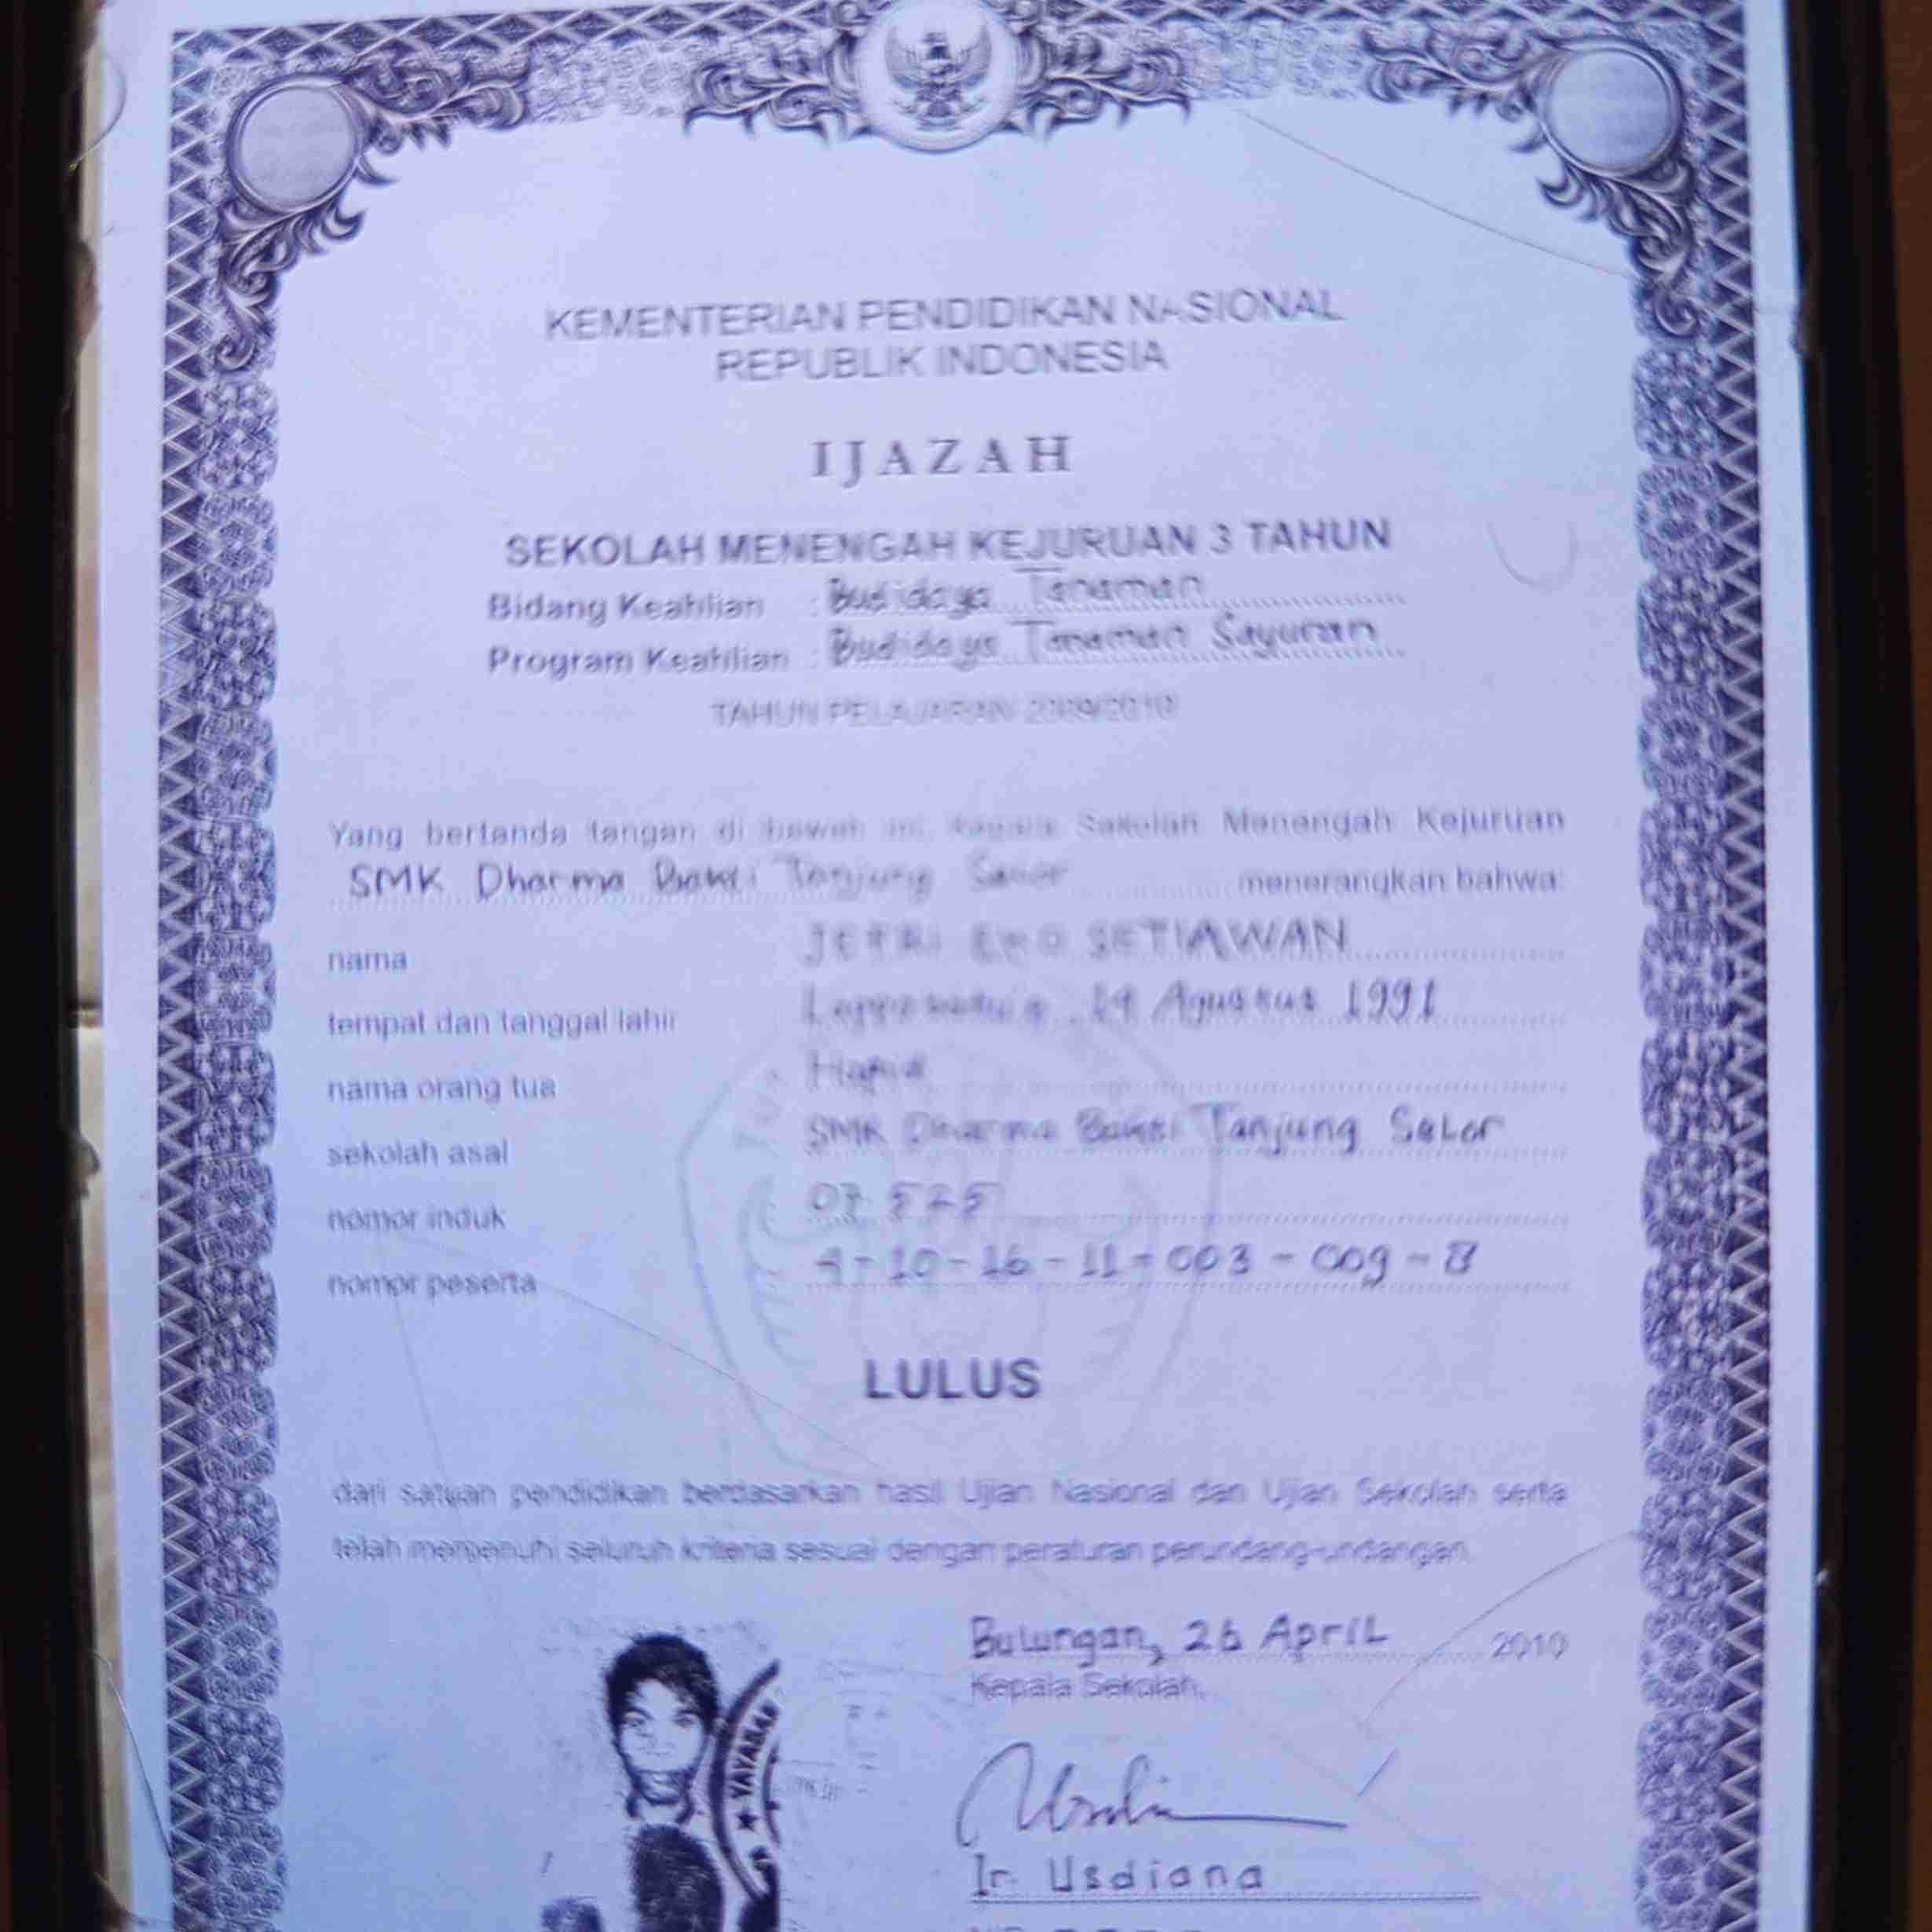 KEMENTERIAN PENDIDIKAN NASIONAL
REPUBLIK INDONESIA
IJAZAH
SEKOLAH MENENGAH KEJURUAN 3 TAHUN
Bidang Keahlian : Budidaya Tanaman
Program Keahlian : Budidaya Tanaman Sayuran
TAHUN PELAJARAN 2009/2010
Yang bertanda tangan di bawah ini, Kepala Sekolah Menengah Kejuruan
SMK Dharma Bakti Tanjung Selor menerangkan bahwa:
nama SETIAWAN
tempat dan tanggal lahir Agustus 1991
nama orang tua
sekolah asal SMK Dharma Bakti Tanjung Selor
nomor induk 07 525
nomor peserta 4-10-16-11-003-009-8
LULUS
dari satuan pendidikan berdasarkan hasil Ujian Nasional dan Ujian Sekolah serta
telah memenuhi seluruh kriteria sesuai dengan peraturan perundang-undangan.
Bulungan, 26 April 2010
Kepala Sekolah,
YAYASAN
Ir. Usdiana